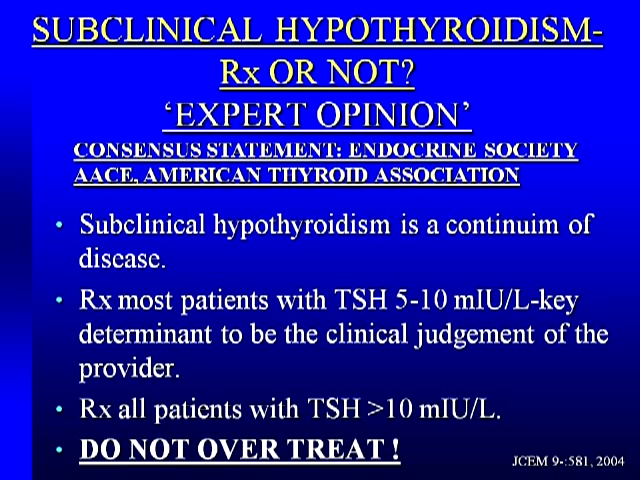 SUBCLINICAL HYPOTHYROIDISM-
Rx OR NOT?
‘EXPERT OPINION’
CONSENSUS STATEMENT: ENDOCRINE SOCIETY
AACE, AMERICAN THYROID ASSOCIATION
• Subclinical hypothyroidism is a continuim of
disease.
• Rx most patients with TSH 5-10 mIU/L-key
determinant to be the clinical judgement of the
provider.
• Rx all patients with TSH >10 mIU/L.
• DO NOT OVER TREAT !
JCEM 9-:581, 2004